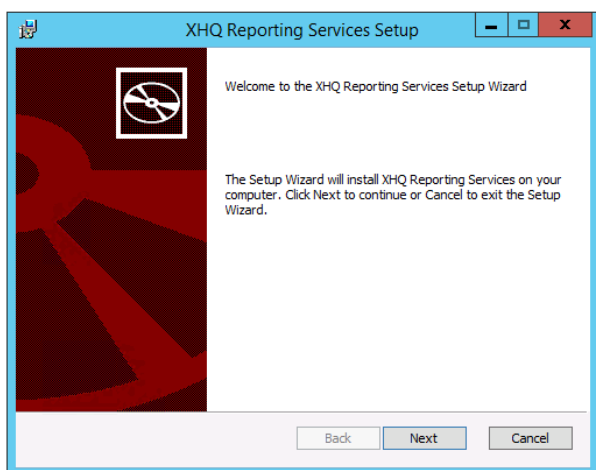 XHQ Reporting Services Setup
Welcome to the XHQ Reporting Services Setup Wizard
The Setup Wizard will install XHQ Reporting Services on your
computer. Click Next to continue or Cancel to exit the Setup
Wizard.
Back Next Cancel